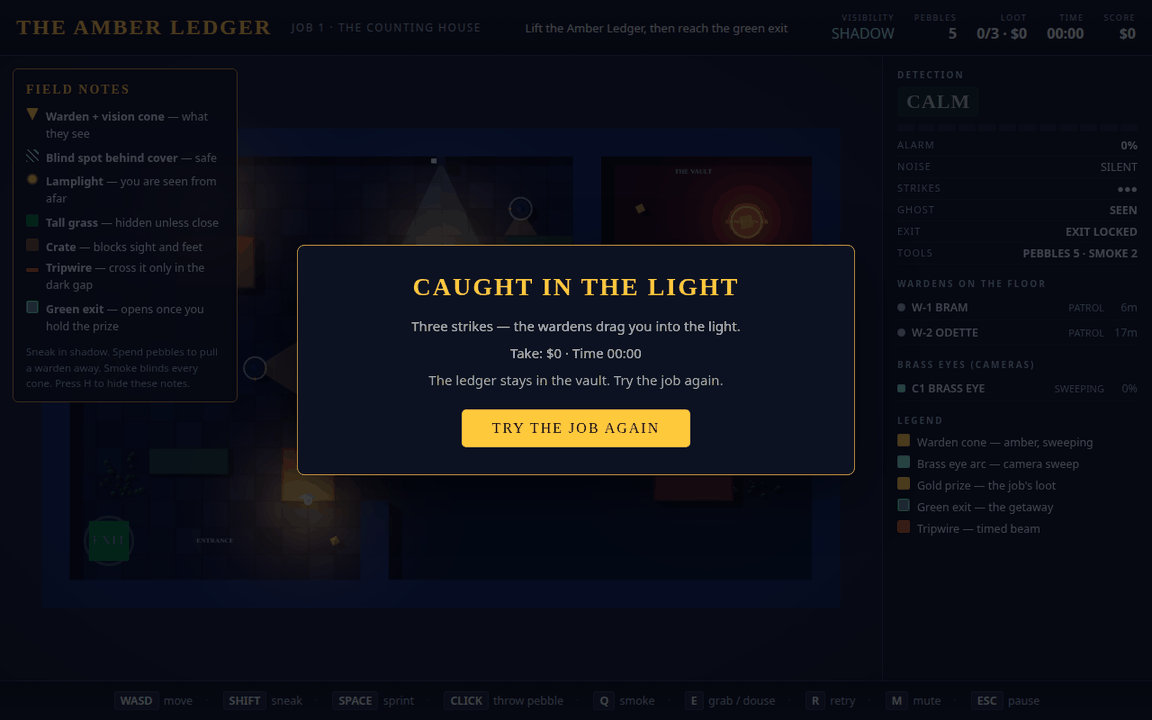 THE AMBER LEDGER
JOB 1 · THE COUNTING HOUSE
Lift the Amber Ledger, then reach the green exit
VISIBILITY
SHADOW
PEBBLES
5
LOOT
0/3 · $0
TIME
00:00
SCORE
$0
FIELD NOTES
Warden + vision cone — what
they see
Blind spot behind cover — safe
Lamplight — you are seen from
afar
Tall grass — hidden unless close
Crate — blocks sight and feet
Tripwire — cross it only in the
dark gap
Green exit — opens once you
hold the prize
Sneak in shadow. Spend pebbles to pull
a warden away. Smoke blinds every
cone. Press H to hide these notes.
THE VAULT
CAUGHT IN THE LIGHT
Three strikes — the wardens drag you into the light.
Take: $0 · Time 00:00
The ledger stays in the vault. Try the job again.
TRY THE JOB AGAIN
EXIT
ENTRANCE
DETECTION
CALM
ALARM 0%
NOISE SILENT
STRIKES ●●●
GHOST SEEN
EXIT EXIT LOCKED
TOOLS PEBBLES 5 · SMOKE 2
WARDENS ON THE FLOOR
W-1 BRAM PATROL 6m
W-2 ODETTE PATROL 17m
BRASS EYES (CAMERAS)
C1 BRASS EYE SWEEPING 0%
LEGEND
Warden cone — amber, sweeping
Brass eye arc — camera sweep
Gold prize — the job's loot
Green exit — the getaway
Tripwire — timed beam
WASD move · SHIFT sneak · SPACE sprint · CLICK throw pebble · Q smoke · E grab / douse R retry M mute · ESC pause